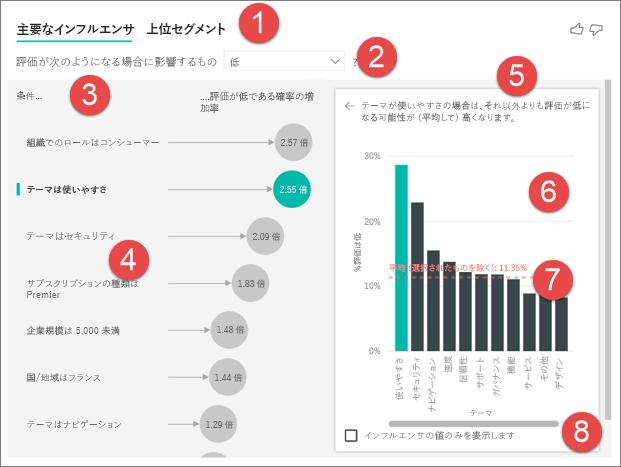 主要なインフルエンサ 上位セグメント 1
評価が次のようになる場合に影響するもの 低 ? 2
条件... 3
....評価が低である確率の増
加率
組織でのロールはコンシューマー 2.57 倍
テーマは使いやすさ 2.55 倍
テーマはセキュリティ 2.09 倍
4
サブスクリプションの種類は
Premier 1.83 倍
企業規模は 5,000 未満 1.48 倍
国/地域はフランス 1.44 倍
テーマはナビゲーション 1.29 倍
5
← テーマが使いやすさの場合は、それ以外よりも評価が低に
なる可能性が (平均して) 高くなります。
30%
20%
10%
0%
%評価は低
6
平均 (選択されたものを除く): 11.35%
7
使いやすさ
セキュリティ
ナビゲーション
速度
信頼性
サポート
ガバナンス
機能
サービス
その他
デザイン
テーマ
インフルエンサの値のみを表示します 8